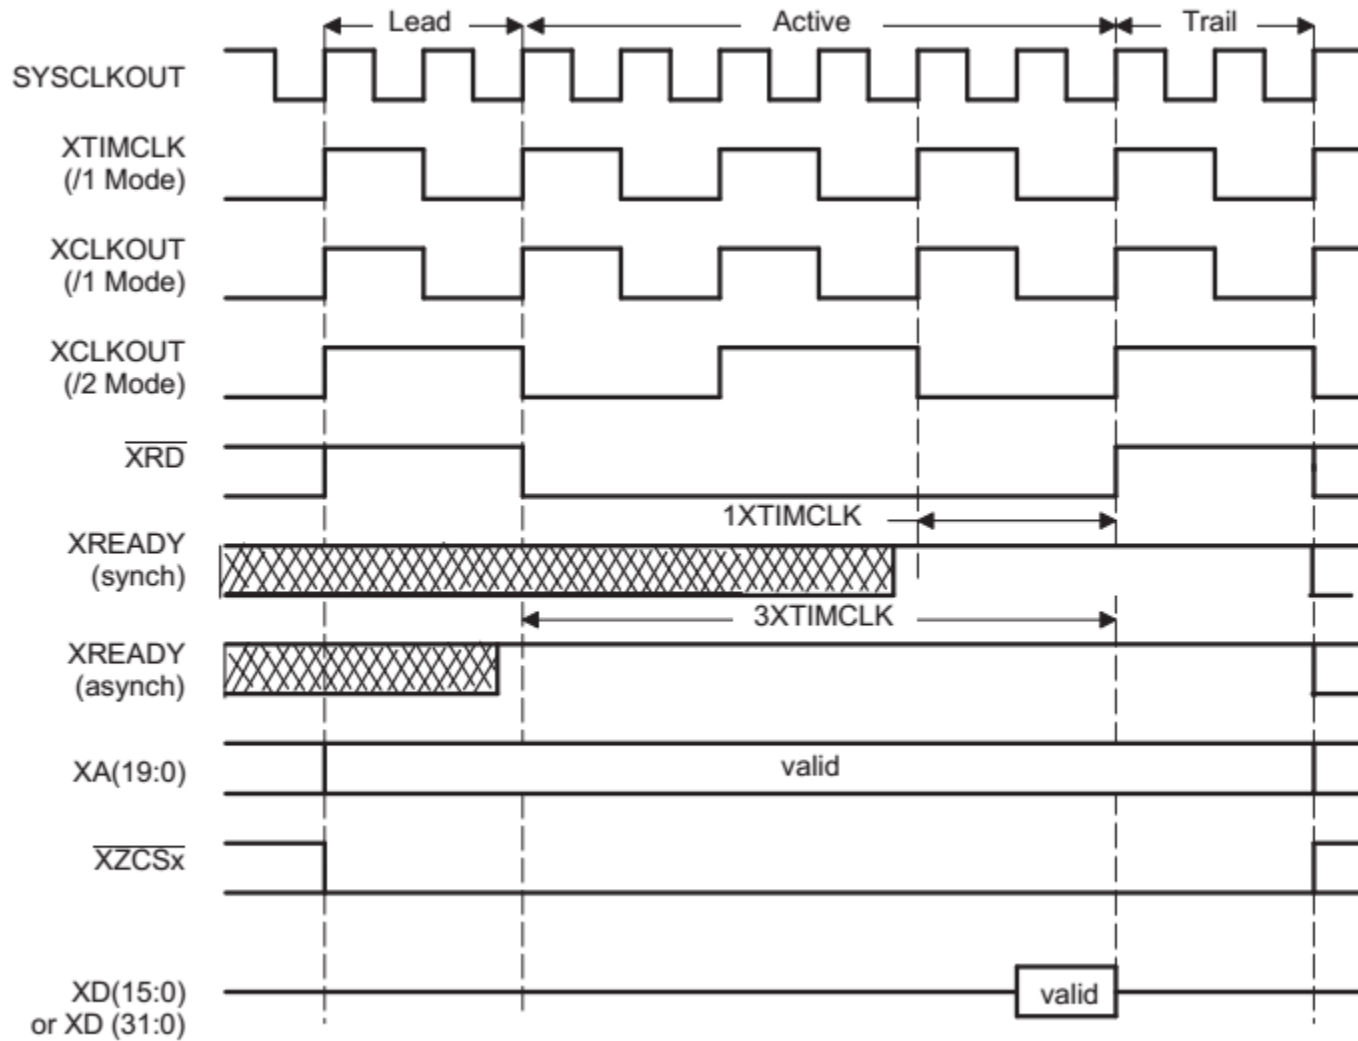 Lead Active Trail
SYSCLKOUT
XTIMCLK
(/1 Mode)
XCLKOUT
(/1 Mode)
XCLKOUT
(/2 Mode)
XRD
1XTIMCLK
XREADY
(synch)
3XTIMCLK
XREADY
(asynch)
XA(19:0) valid
XZCSx
XD(15:0) valid
or XD (31:0)